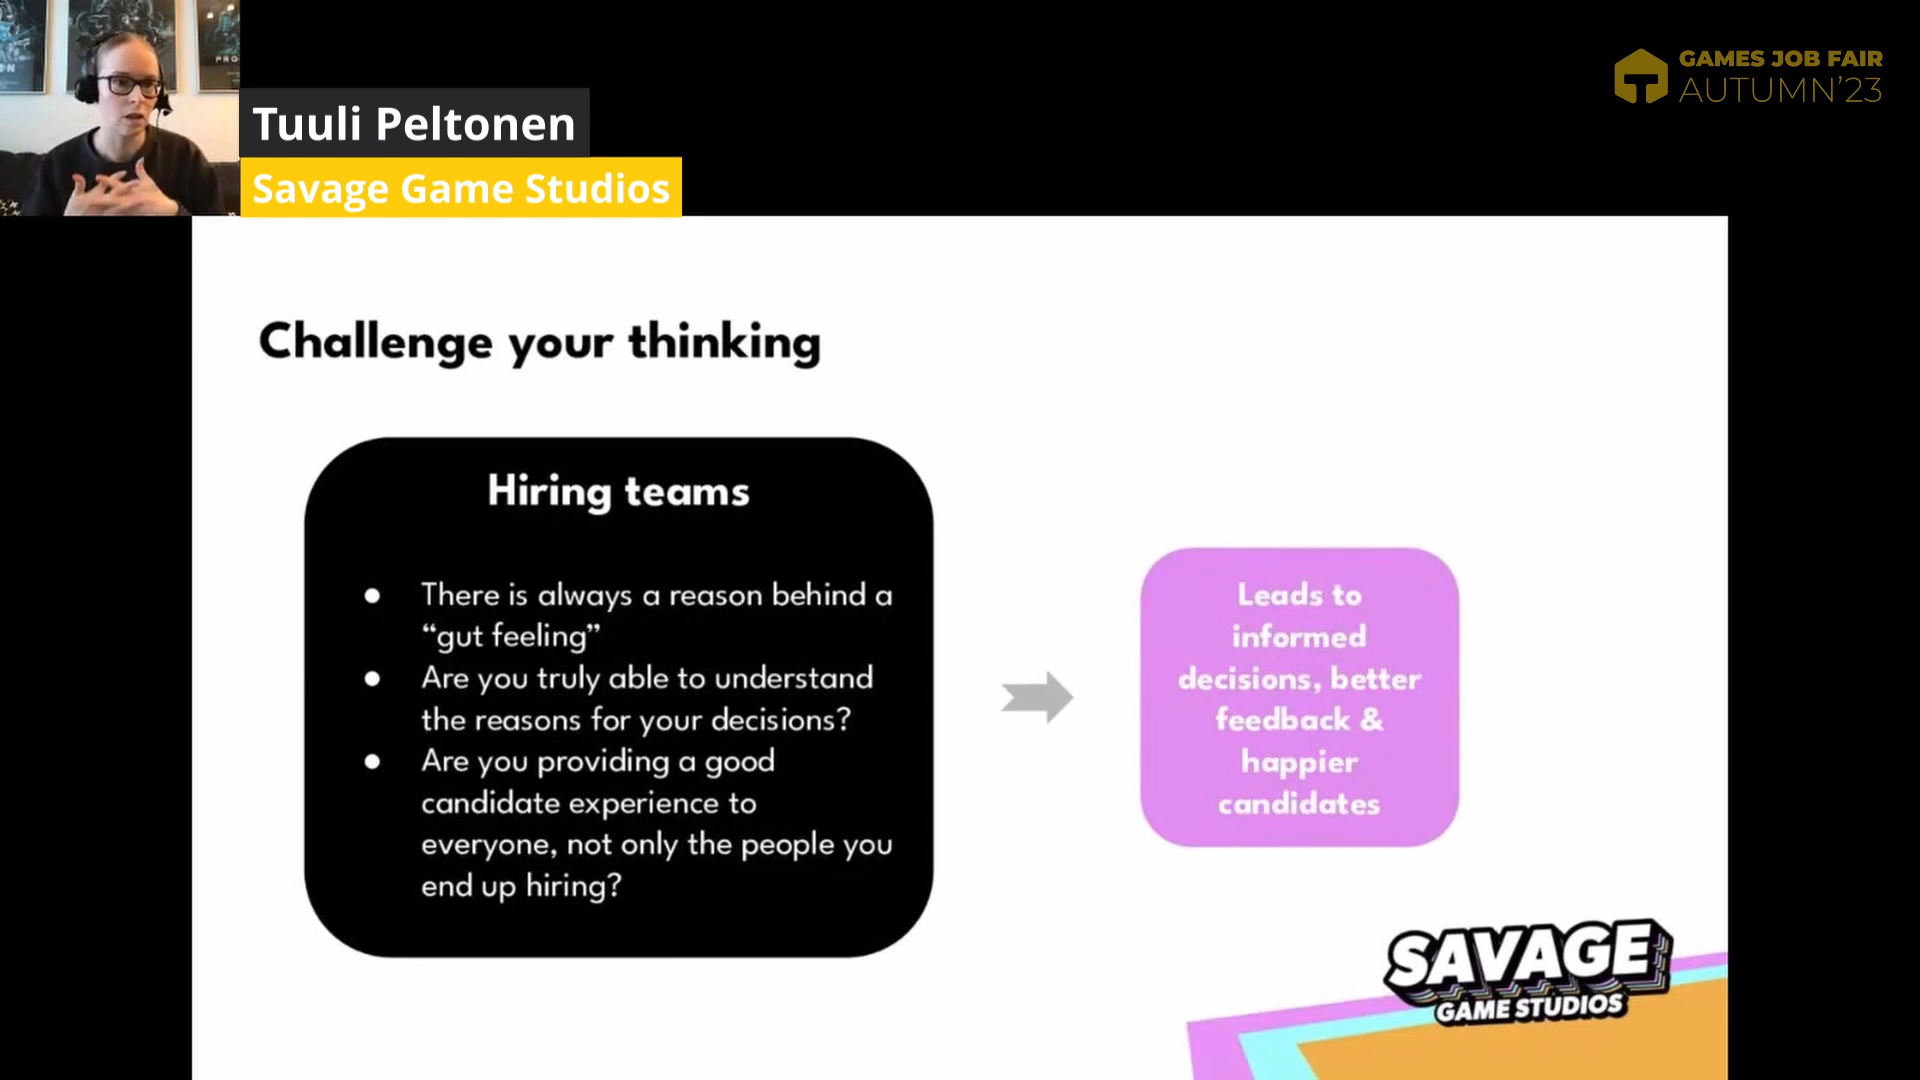 GAMES JOB FAIR
AUTUMN'23
Tuuli Peltonen
Savage Game Studios
Challenge your thinking
Hiring teams
● There is always a reason behind a
“gut feeling”
● Are you truly able to understand
the reasons for your decisions?
● Are you providing a good
candidate experience to
everyone, not only the people you
end up hiring?
Leads to
informed
decisions, better
feedback &
happier
candidates
SAVAGE
GAME STUDIOS